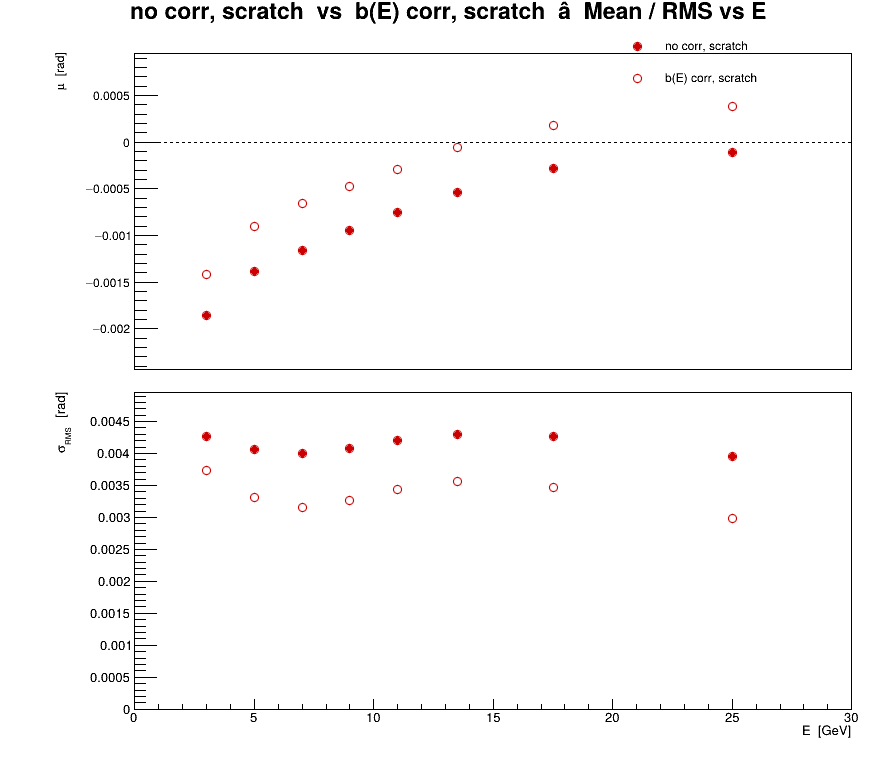 no corr, scratch vs b(E) corr, scratch â Mean / RMS vs E
no corr, scratch
b(E) corr, scratch
μ [rad]
0.0005
0
−0.0005
−0.001
−0.0015
−0.002
σRMS [rad]
0.0045
0.004
0.0035
0.003
0.0025
0.002
0.0015
0.001
0.0005
0
0 5 10 15 20 25 30
E [GeV]